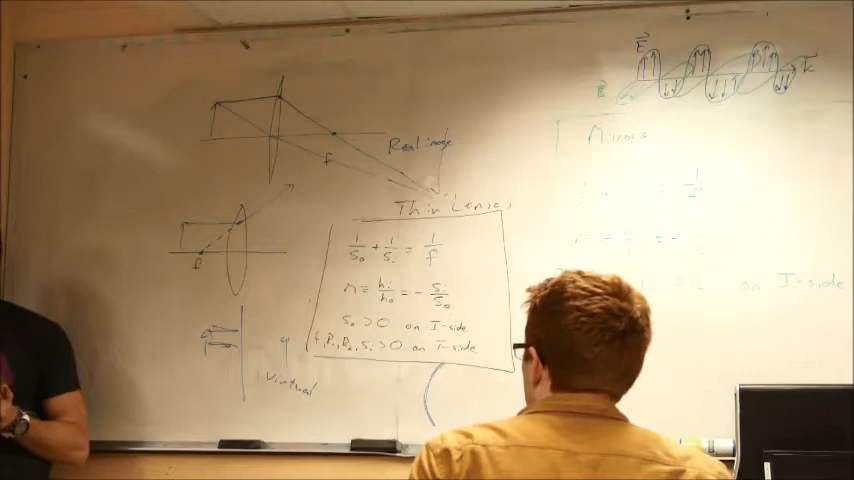 E
k
B
Mirrors
Real image
f
Thin Lenses
1/S₀ + 1/Sᵢ = 1/f
f
M ≡ hᵢ/h₀ = - Sᵢ/S₀
S₀ > 0 on I-side
on I-side
f, R₁, R₂, Sᵢ > 0 on T-side
virtual